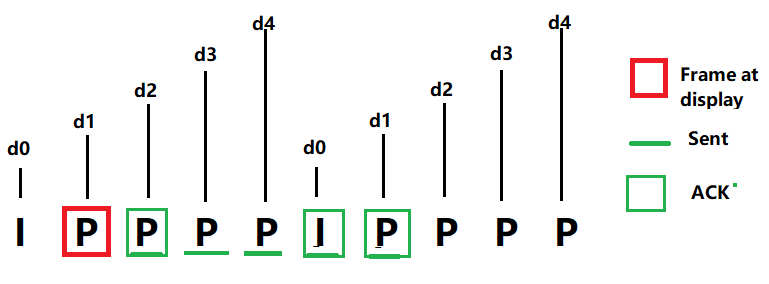 d4
d4
d3
d3
d2
d2
d1
d1
d0
d0
I P P P P I P P P P
Frame at
display
Sent
ACK